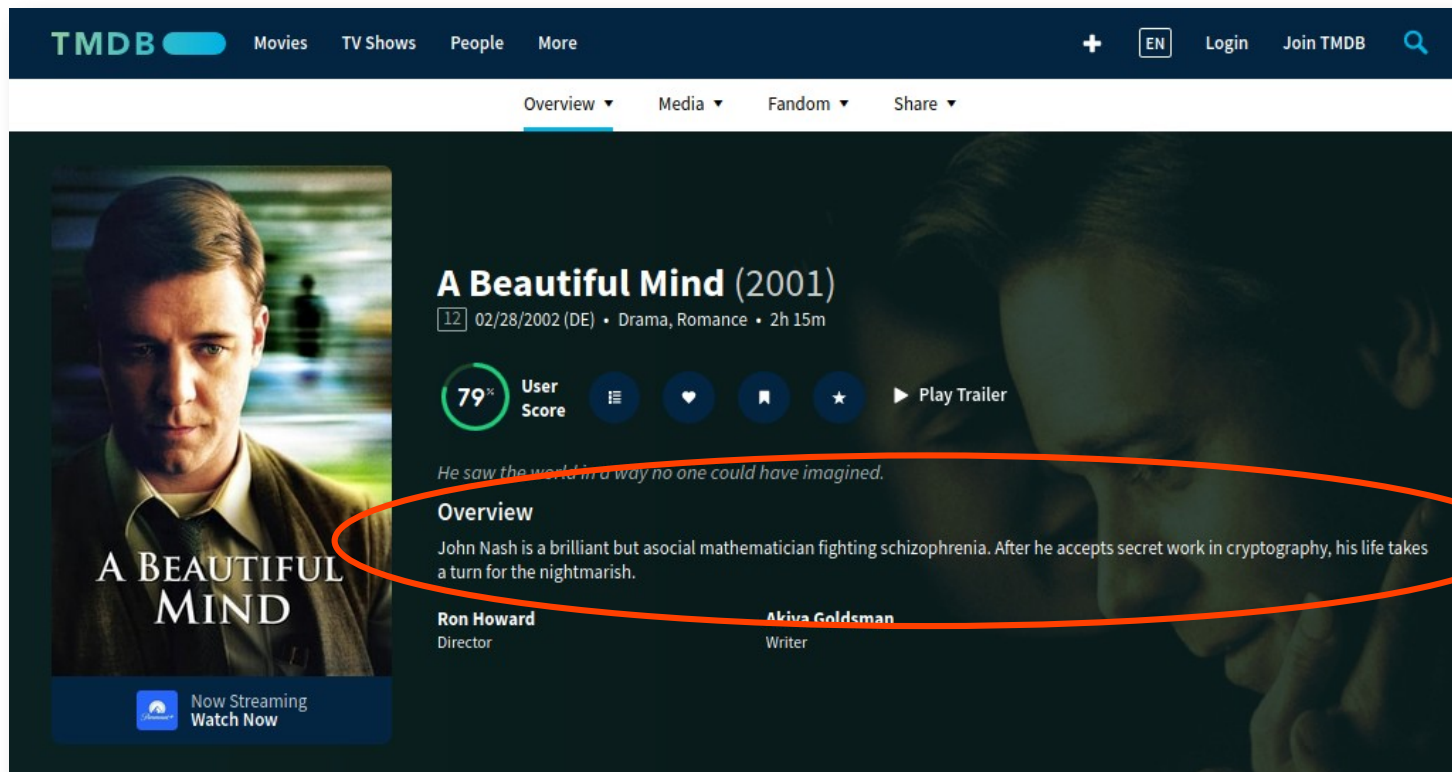 TMDB Movies TV Shows People More + EN Login Join TMDB
Overview Media Fandom Share
A Beautiful Mind (2001)
12 02/28/2002 (DE) • Drama, Romance • 2h 15m
79% User Score Play Trailer
He saw the world in a way no one could have imagined.
Overview
John Nash is a brilliant but asocial mathematician fighting schizophrenia. After he accepts secret work in cryptography, his life takes
a turn for the nightmarish.
Ron Howard Akiva Goldsman
Director Writer
A BEAUTIFUL
MIND
Paramount+
Now Streaming
Watch Now